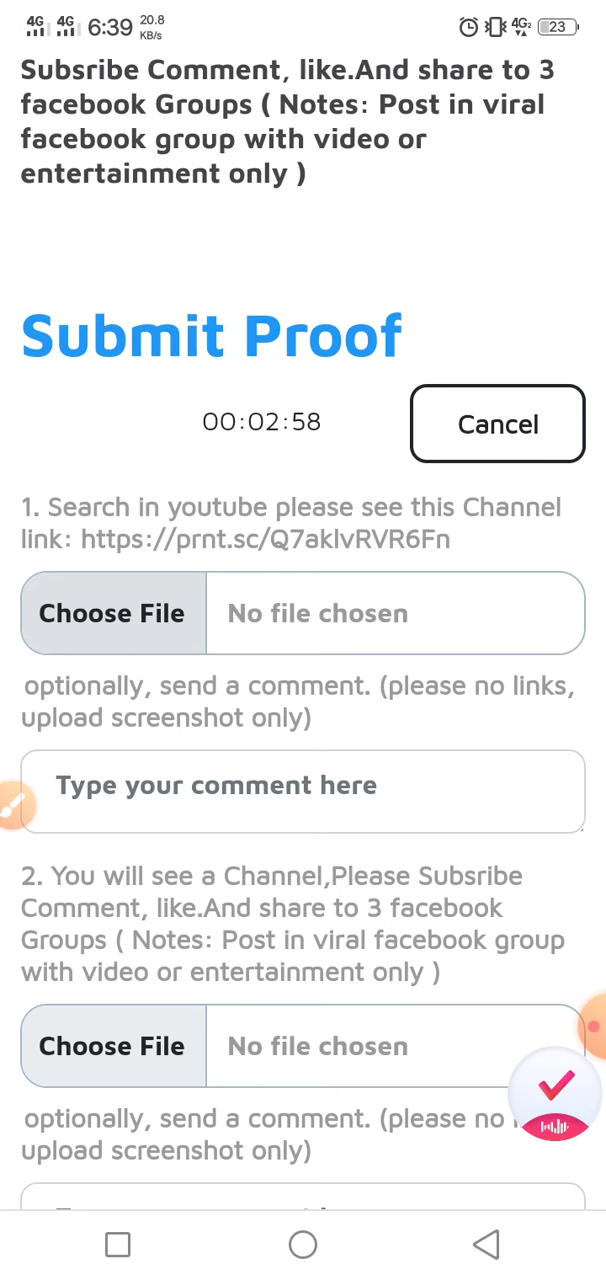 4G 4G 6:39 20.8 KB/s 4G 2 23
Subsribe Comment, like.And share to 3
facebook Groups ( Notes: Post in viral
facebook group with video or
entertainment only )
Submit Proof
00:02:58
Cancel
1. Search in youtube please see this Channel
link: https://prnt.sc/Q7aklvRVR6Fn
Choose File No file chosen
optionally, send a comment. (please no links,
upload screenshot only)
Type your comment here
2. You will see a Channel,Please Subsribe
Comment, like.And share to 3 facebook
Groups ( Notes: Post in viral facebook group
with video or entertainment only )
Choose File No file chosen
optionally, send a comment. (please no
upload screenshot only)